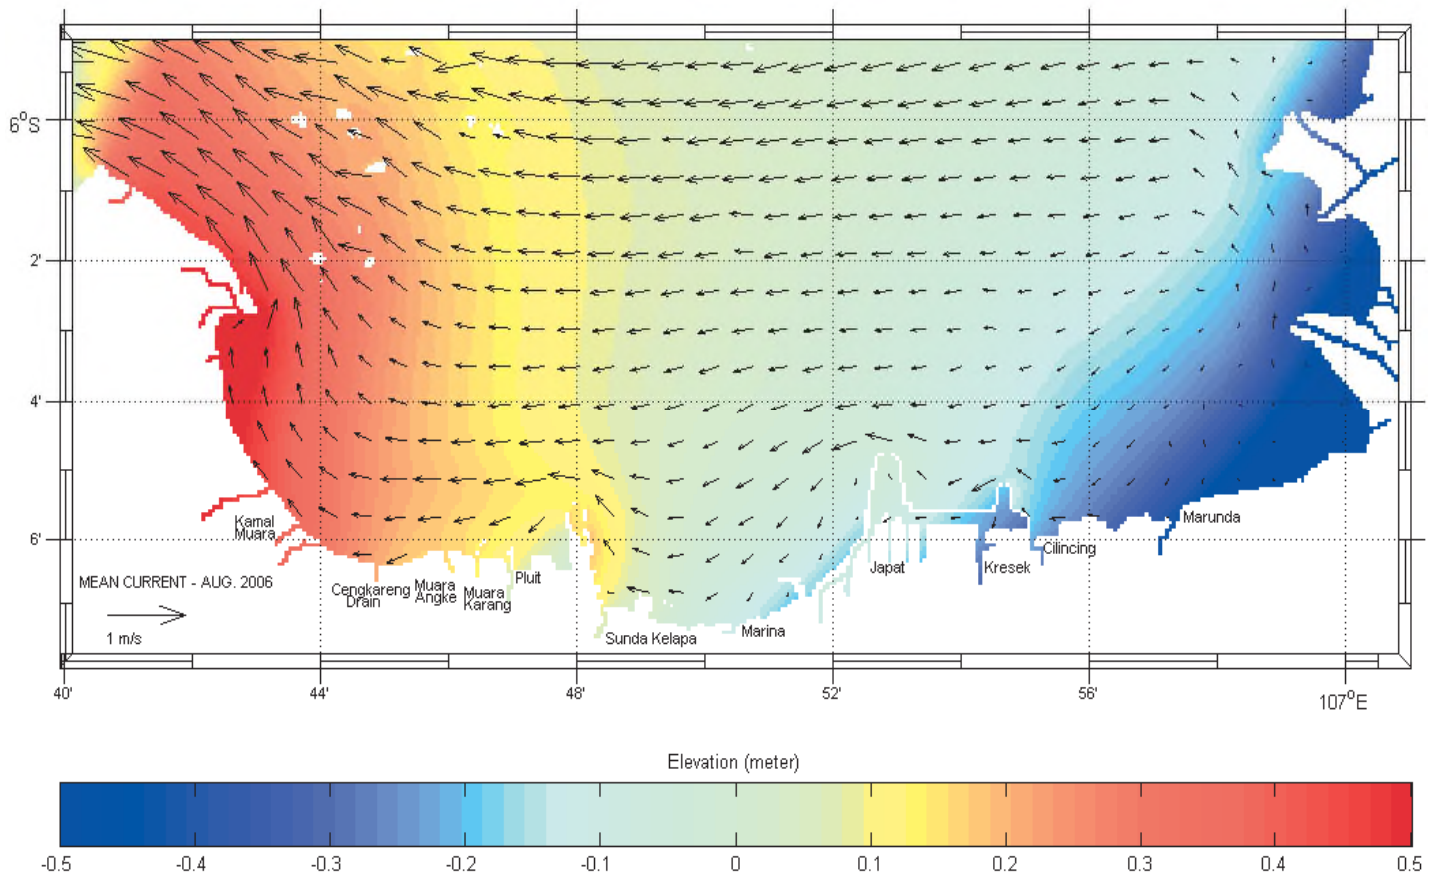 6°S
2'
4'
6'
Kamal
Muara
MEAN CURRENT - AUG. 2006
1 m/s
Cengkareng
Drain
Muara
Angke
Muara
Karang
Pluit
Sunda Kelapa
Marina
Japat
Kresek
Cilincing
Marunda
40'
44'
48'
52'
56'
107°E
Elevation (meter)
-0.5 -0.4 -0.3 -0.2 -0.1 0 0.1 0.2 0.3 0.4 0.5